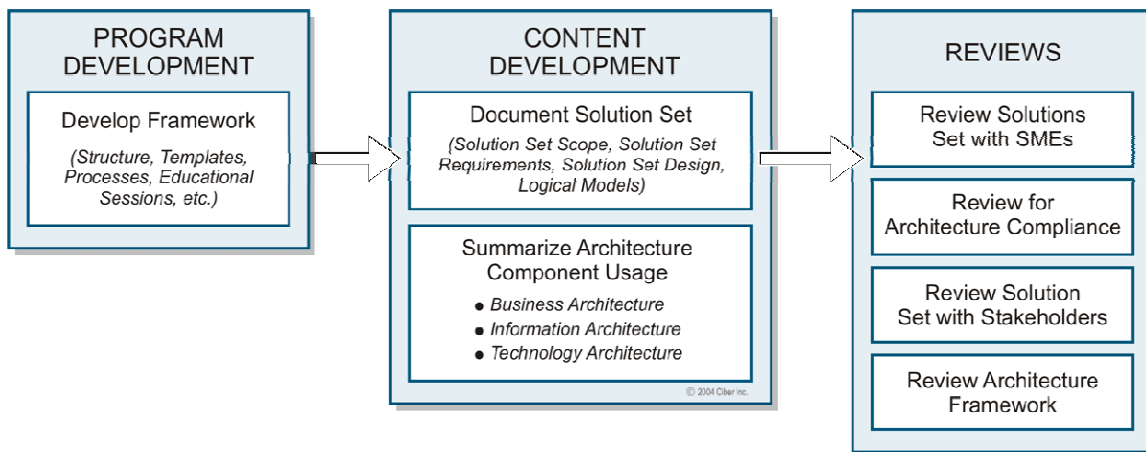 PROGRAM
DEVELOPMENT
Develop Framework
(Structure, Templates,
Processes, Educational
Sessions, etc.)
CONTENT
DEVELOPMENT
Document Solution Set
(Solution Set Scope, Solution Set
Requirements, Solution Set Design,
Logical Models)
Summarize Architecture
Component Usage
● Business Architecture
● Information Architecture
● Technology Architecture
© 2004 Ciber Inc.
REVIEWS
Review Solutions
Set with SMEs
Review for
Architecture Compliance
Review Solution
Set with Stakeholders
Review Architecture
Framework